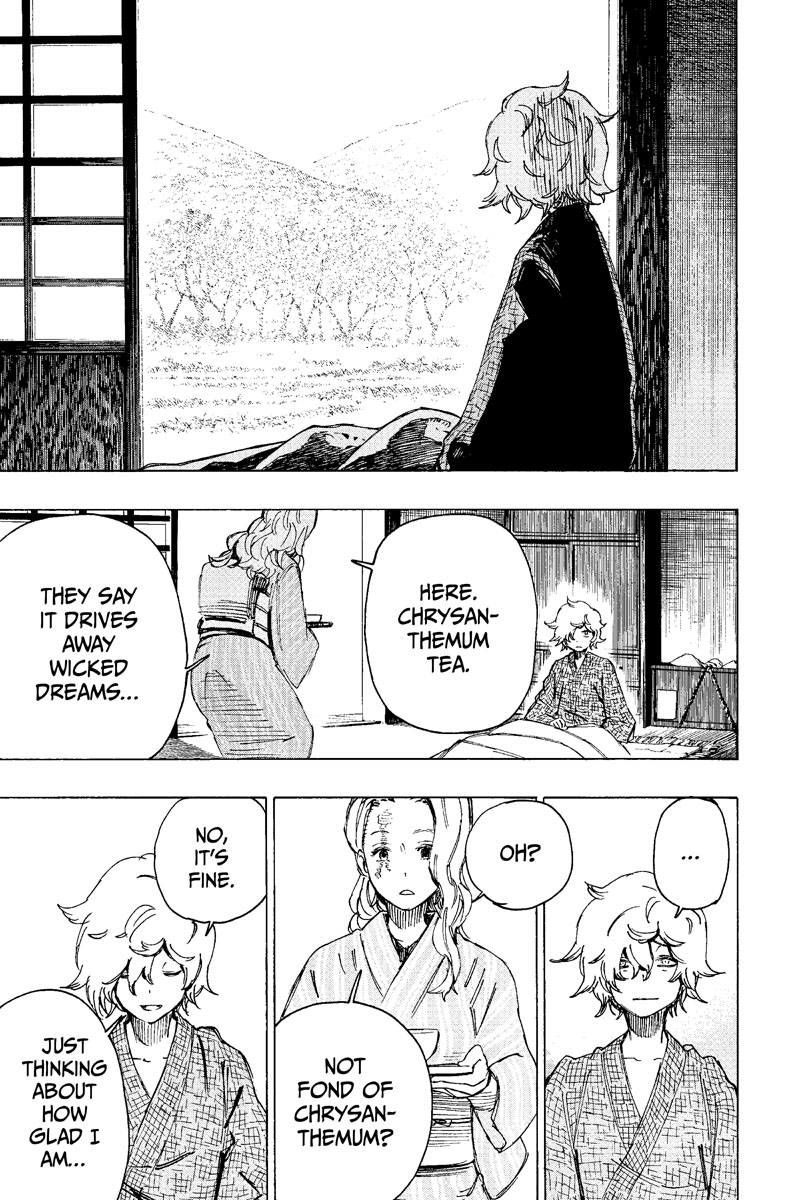 HERE.
CHRYSAN-
THEMUM
TEA.
THEY SAY
IT DRIVES
AWAY
WICKED
DREAMS...
...
OH?
NOT
FOND OF
CHRYSAN-
THEMUM?
NO,
IT'S
FINE.
JUST
THINKING
ABOUT
HOW
GLAD I
AM...